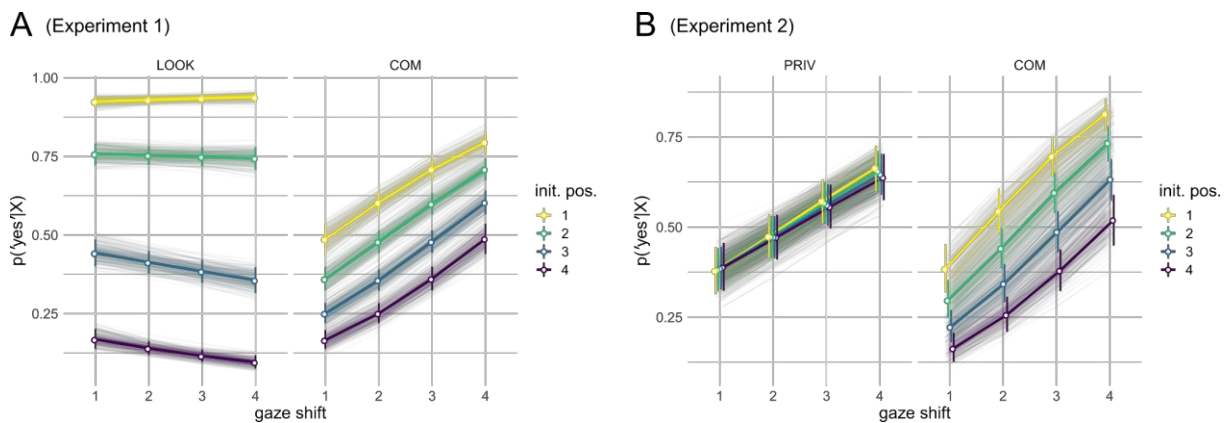 A (Experiment 1)
LOOK COM
1.00
0.75
0.50
0.25
p('yes'|X)
1 2 3 4 1 2 3 4
gaze shift
init. pos.
1
2
3
4
B (Experiment 2)
PRIV COM
0.75
0.50
0.25
p('yes'|X)
1 2 3 4 1 2 3 4
gaze shift
init. pos.
1
2
3
4